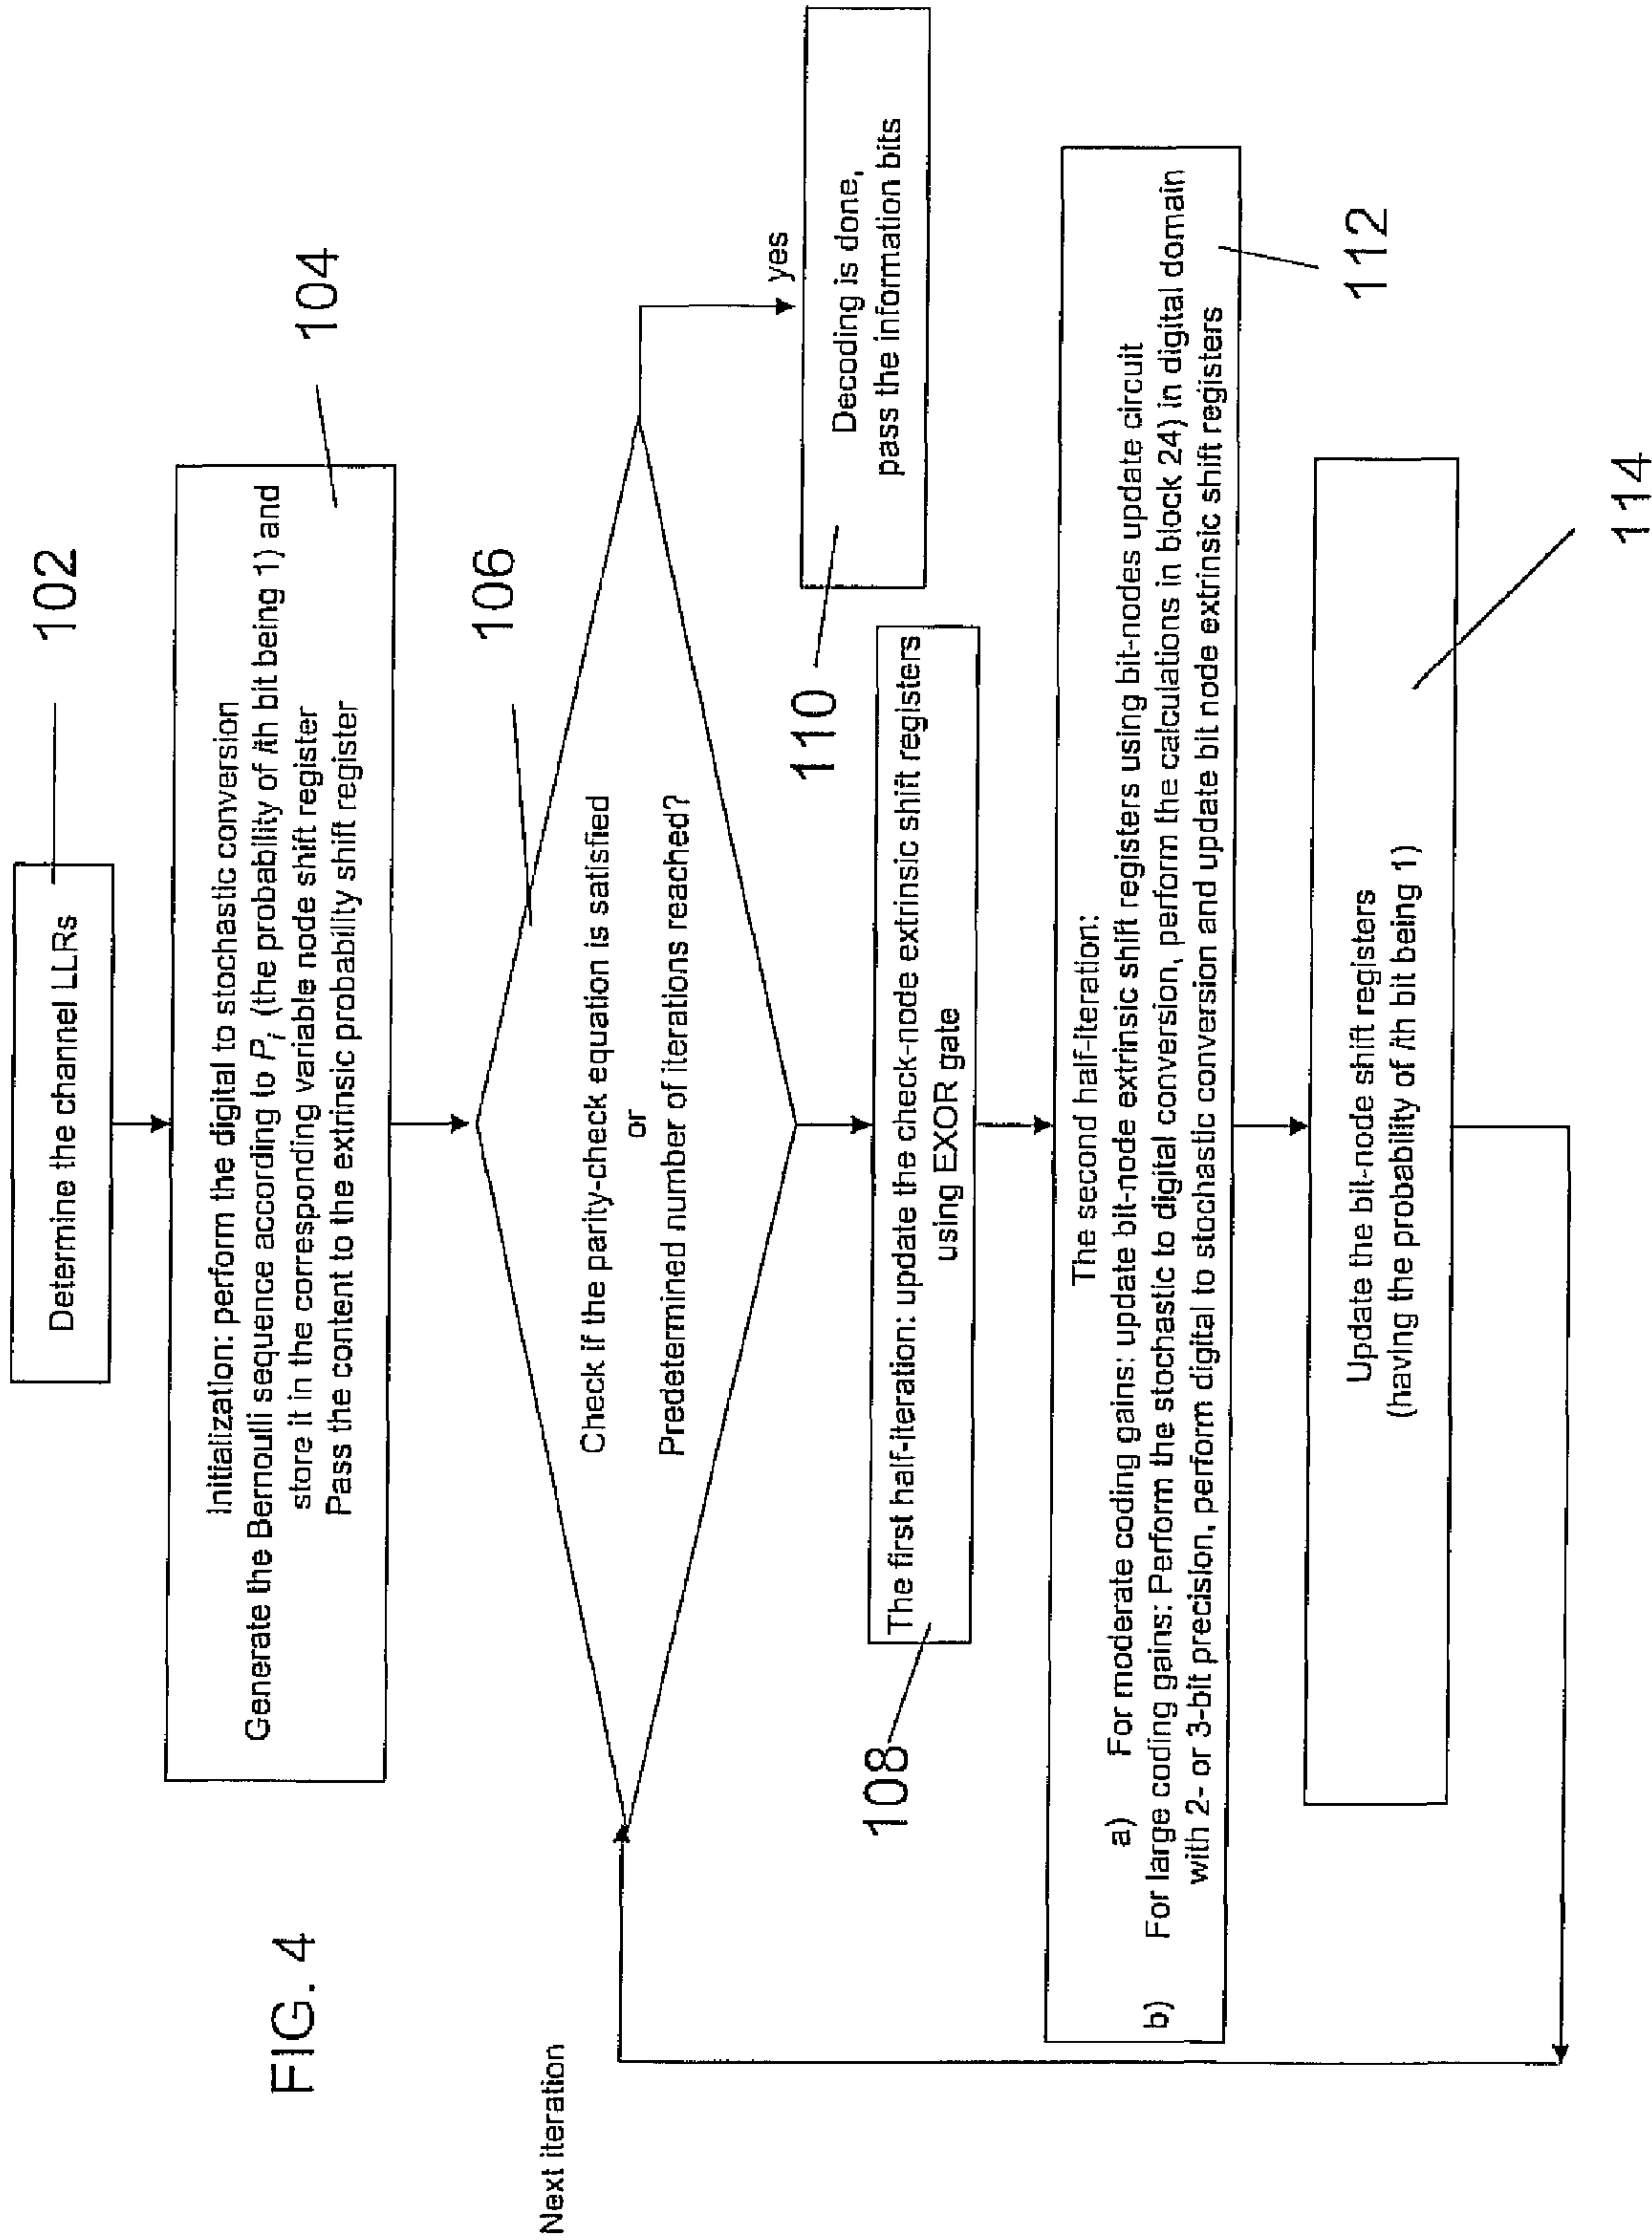 FIG. 4
102
Determine the channel LLRs
104
Initialization: perform the digital to stochastic conversion
Generate the Bernoulli sequence according to Pi (the probability of ith bit being 1) and
store it in the corresponding variable node shift register
Pass the content to the extrinsic probability shift register
106
Check if the parity-check equation is satisfied
or
Predetermined number of iterations reached?
Next iteration
yes
110
Decoding is done,
pass the information bits
108
The first half-iteration: update the check-node extrinsic shift registers
using EXOR gate
The second half-iteration:
a) For moderate coding gains: update bit-node extrinsic shift registers using bit-nodes update circuit
b) For large coding gains: Perform the stochastic to digital conversion, perform the calculations in block 24) in digital domain
with 2- or 3-bit precision, perform digital to stochastic conversion and update bit node extrinsic shift registers
112
Update the bit-node shift registers
(having the probability of ith bit being 1)
114